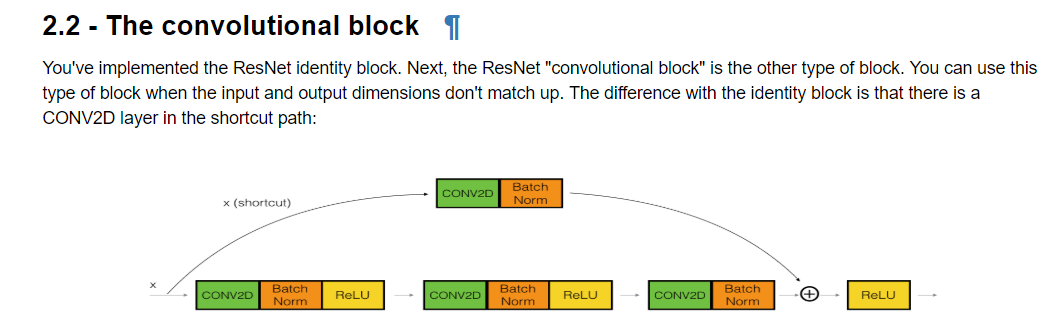 2.2 - The convolutional block ¶
You've implemented the ResNet identity block. Next, the ResNet "convolutional block" is the other type of block. You can use this
type of block when the input and output dimensions don't match up. The difference with the identity block is that there is a
CONV2D layer in the shortcut path:
CONV2D Batch Norm
x (shortcut)
x
CONV2D Batch Norm ReLU CONV2D Batch Norm ReLU CONV2D Batch Norm + ReLU